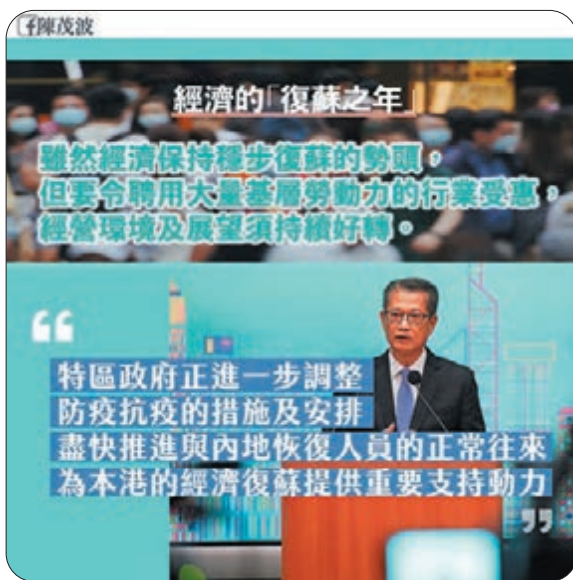 f陳茂波
經濟的「復蘇之年」
雖然經濟保持穩步復蘇的勢頭，
但要令聘用大量基層勞動力的行業受惠，
經營環境及展望須持續好轉。
“
特區政府正進一步調整
防疫抗疫的措施及安排
盡快推進與內地恢復人員的正常往來
為本港的經濟復蘇提供重要支持動力
”